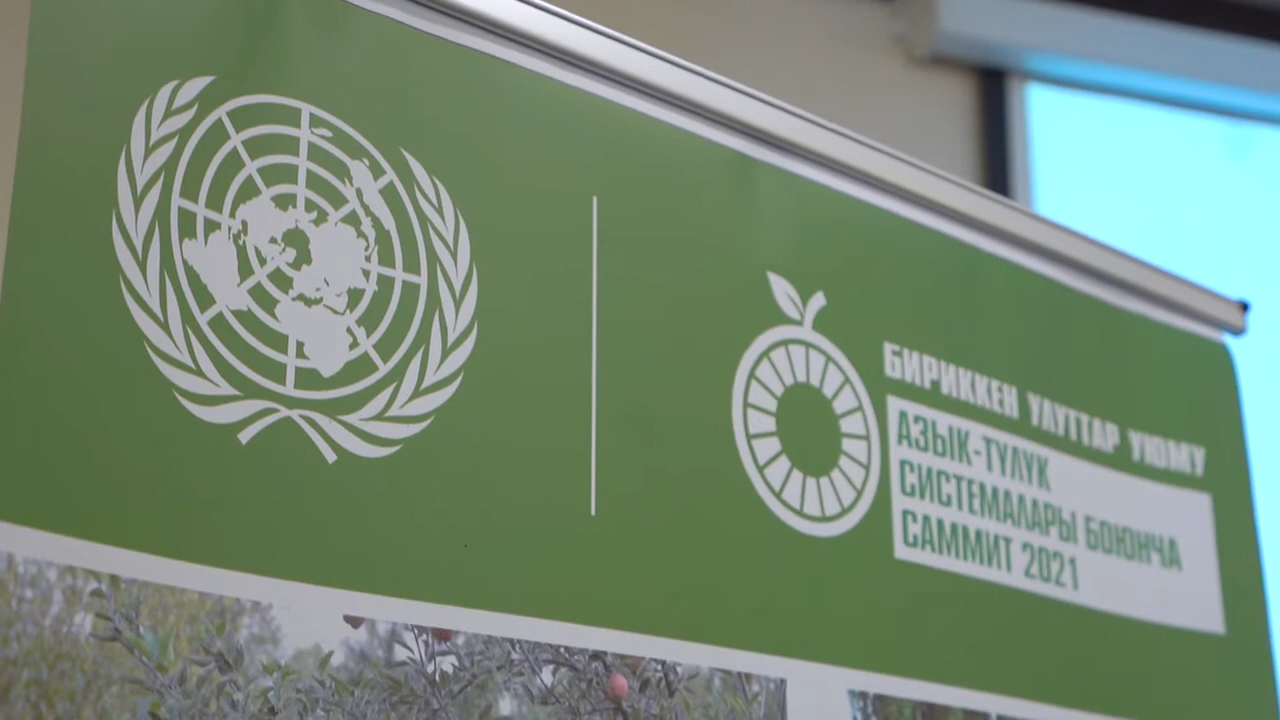 БИРИККЕН УЛУТТАР УЮМУ
АЗЫК-ТҮЛҮК
СИСТЕМАЛАРЫ БОЮНЧА
САММИТ 2021